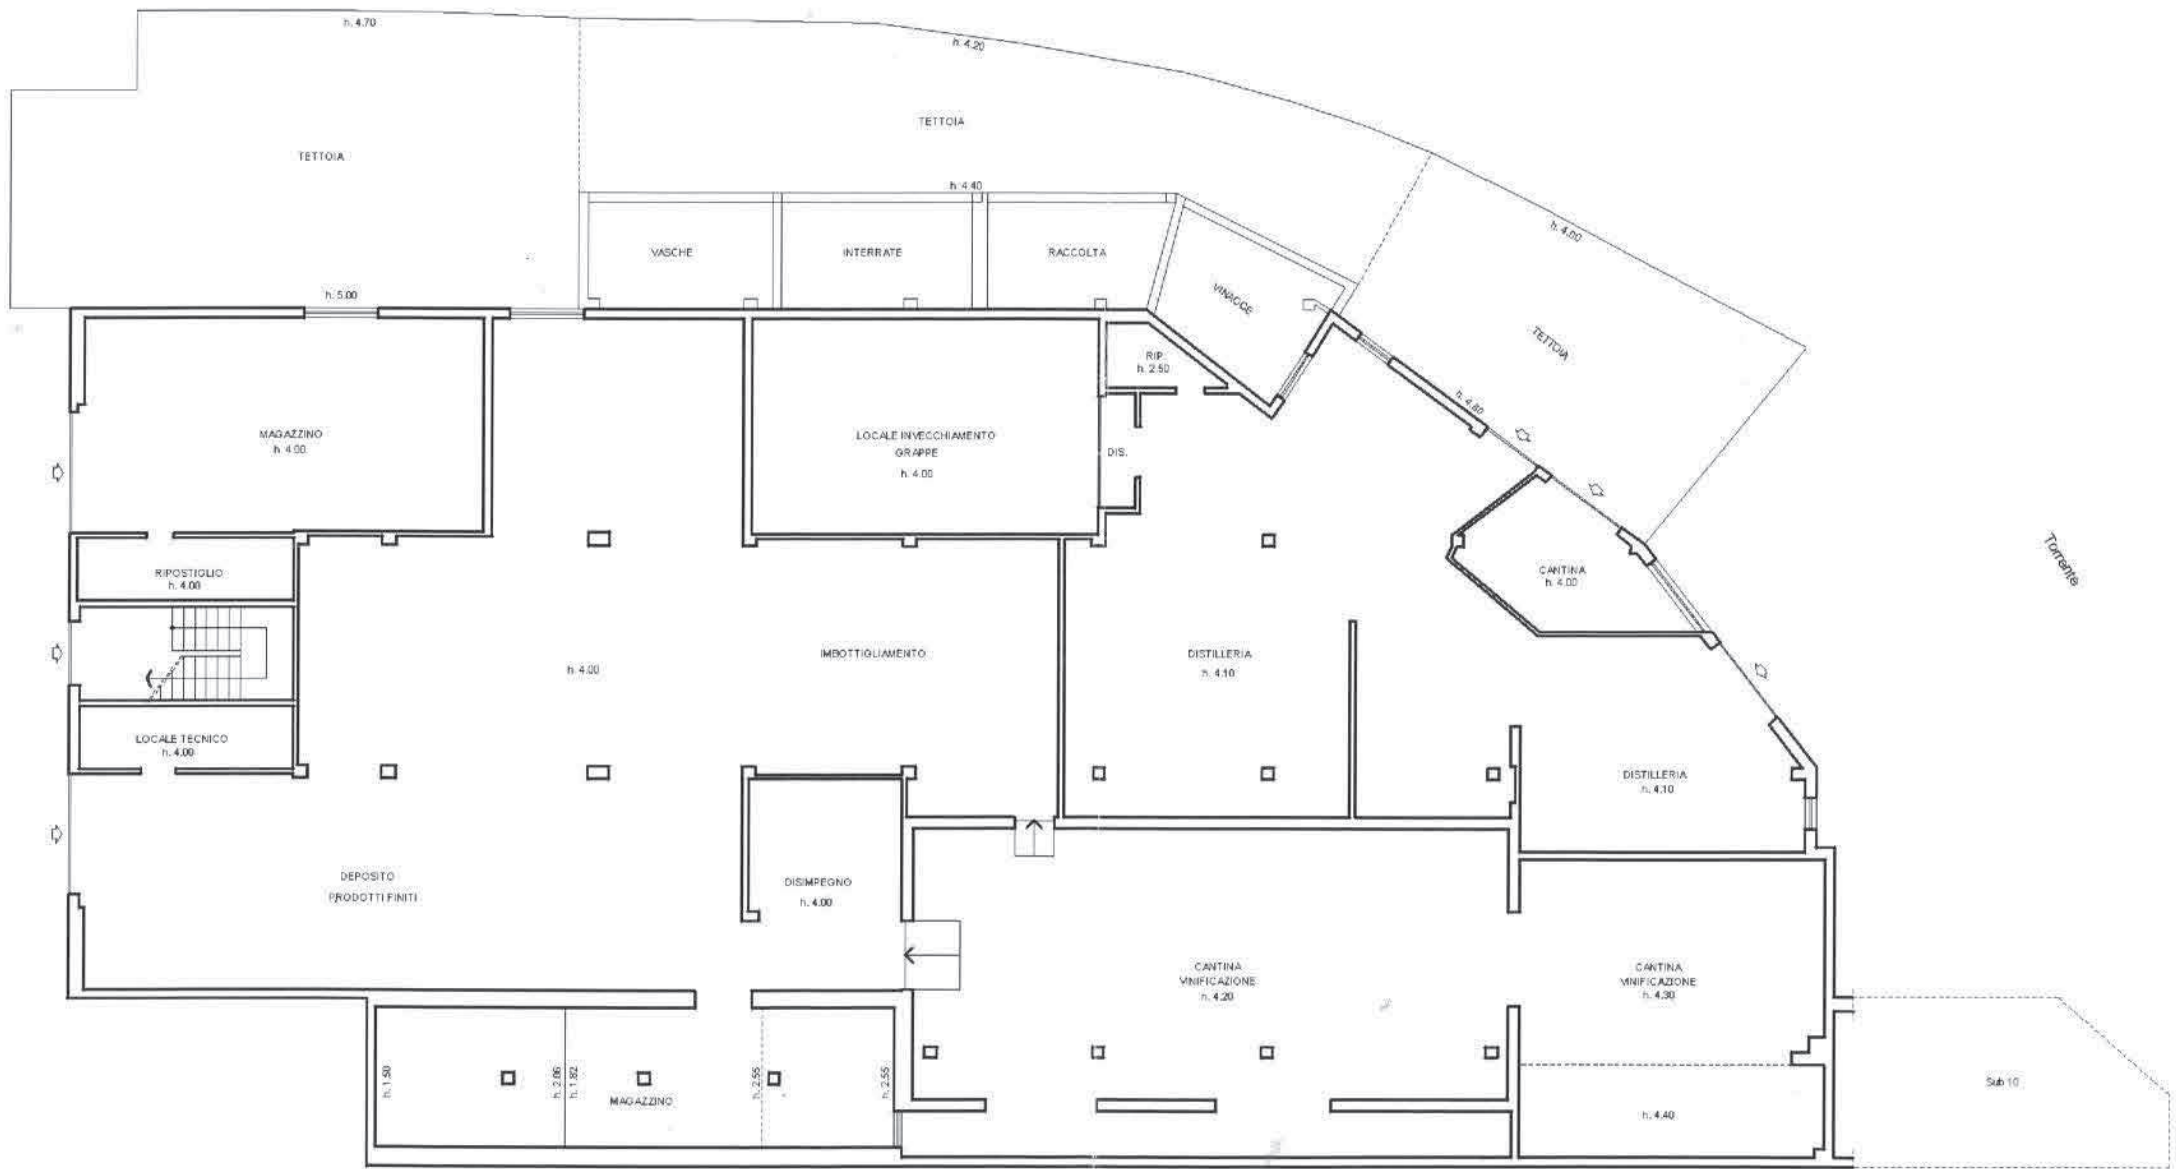 h. 4.70
h. 4.20
TETTOIA
TETTOIA
h. 4.40
h. 4.00
VASCHE
INTERRATE
RACCOLTA
VINACCE
h. 5.00
TETTOIA
RIP.
h. 2.50
h. 4.80
MAGAZZINO
h. 4.00
LOCALE INVECCHIAMENTO
GRAPPE
h. 4.00
DIS.
RIPOSTIGLIO
h. 4.00
CANTINA
h. 4.00
Torrente
IMBOTTIGLIAMENTO
h. 4.00
DISTILLERIA
h. 4.10
LOCALE TECNICO
h. 4.00
DISTILLERIA
h. 4.10
DEPOSITO
PRODOTTI FINITI
DISIMPEGNO
h. 4.00
CANTINA
VINIFICAZIONE
h. 4.20
CANTINA
VINIFICAZIONE
h. 4.30
h. 1.50
h. 2.06
h. 1.82
MAGAZZINO
h. 2.55
h. 2.55
h. 4.40
Sub 10